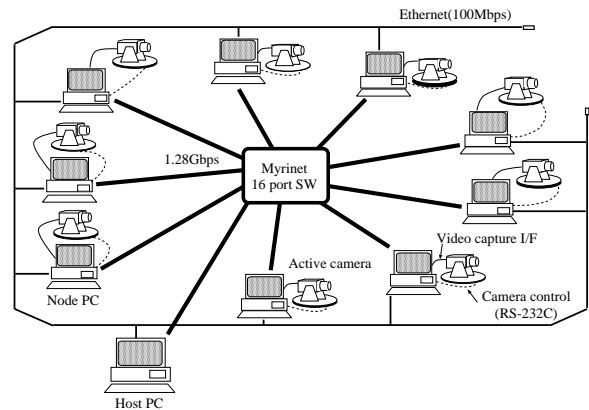 Ethernet(100Mbps)
1.28Gbps
Myrinet
16 port SW
Video capture I/F
Active camera
Node PC
Camera control
(RS-232C)
Host PC